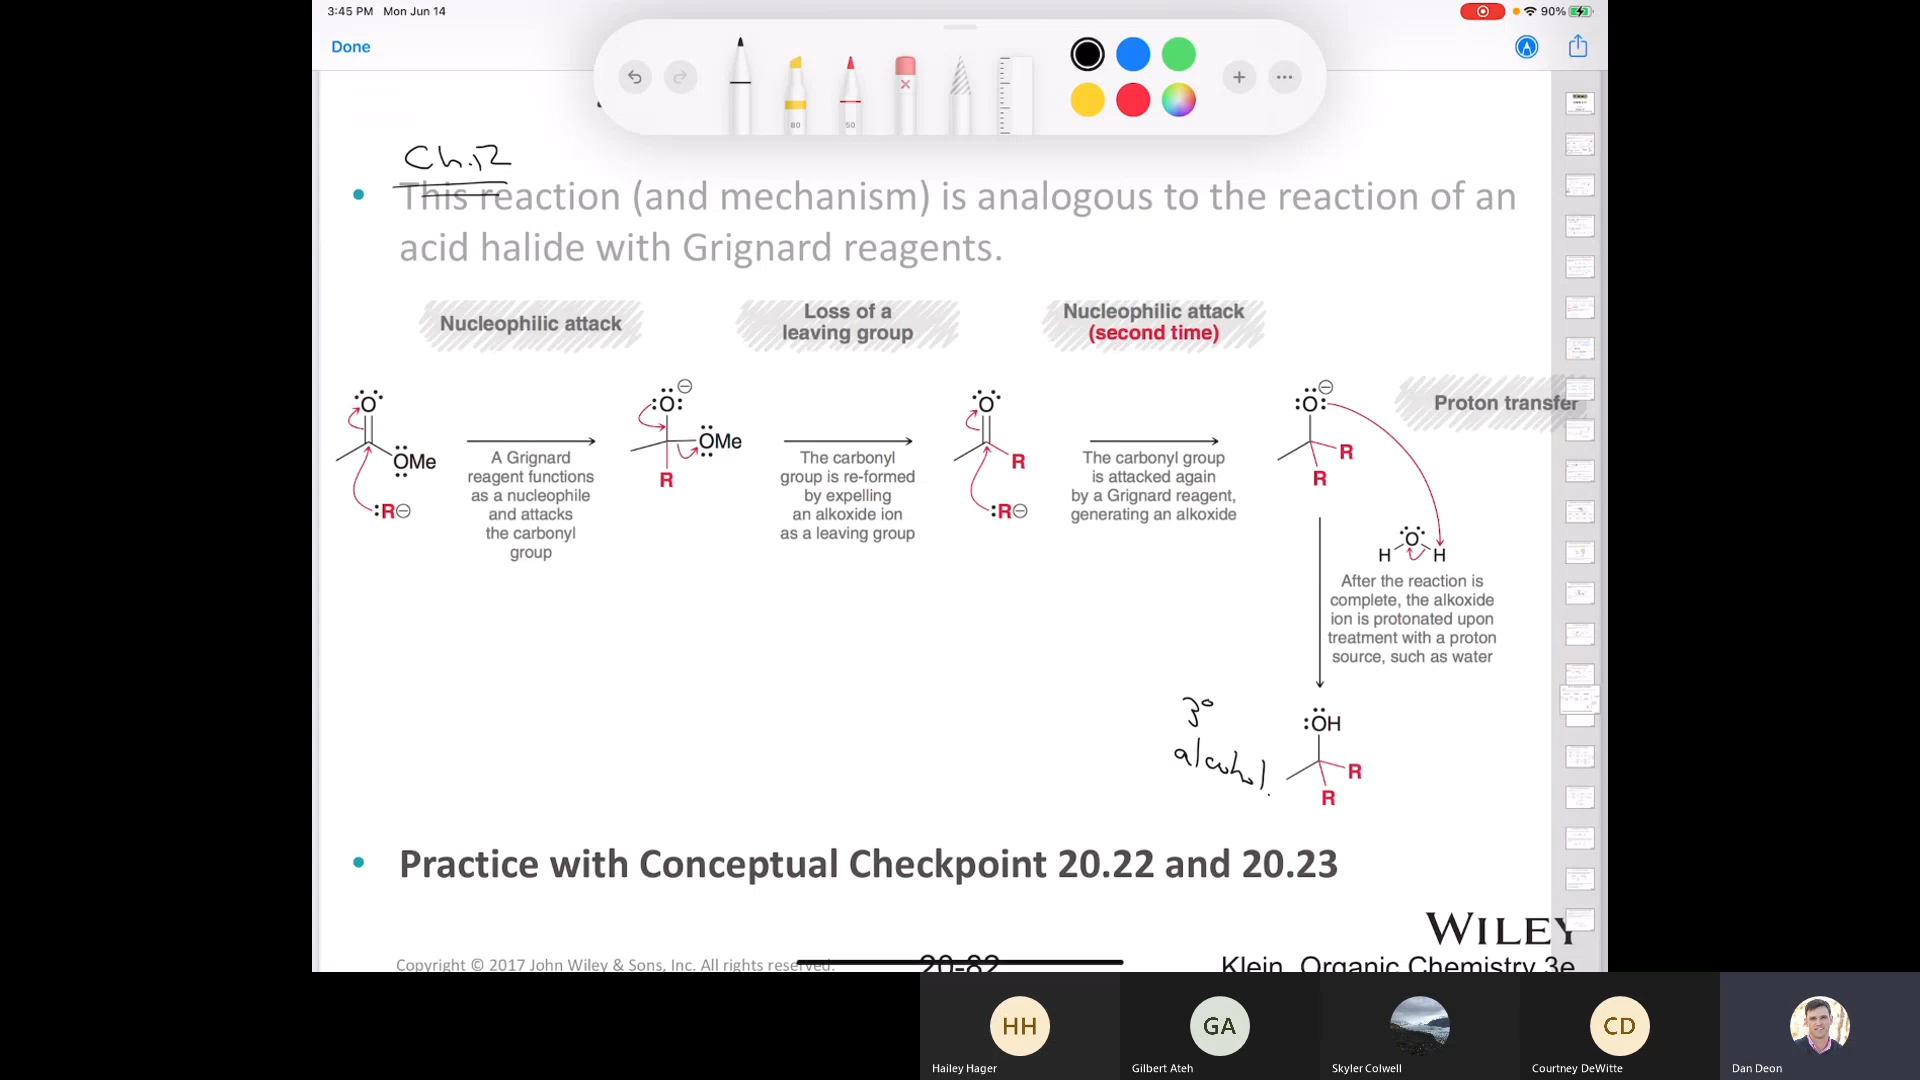 3:45 PM Mon Jun 14
90%
Done
80
50
Ch.12
This reaction (and mechanism) is analogous to the reaction of an
acid halide with Grignard reagents.
Nucleophilic attack
Loss of a
leaving group
Nucleophilic attack
(second time)
Proton transfer
:O:
OMe
:R⊖
A Grignard
reagent functions
as a nucleophile
and attacks
the carbonyl
group
:O: ⊖
OMe
R
The carbonyl
group is re-formed
by expelling
an alkoxide ion
as a leaving group
:O:
R
:R⊖
The carbonyl group
is attacked again
by a Grignard reagent,
generating an alkoxide
:O: ⊖
R
R
H O H
After the reaction is
complete, the alkoxide
ion is protonated upon
treatment with a proton
source, such as water
3°
alcohol.
:OH
R
R
• Practice with Conceptual Checkpoint 20.22 and 20.23
WILEY
Copyright © 2017 John Wiley & Sons, Inc. All rights reserved.
20-82
Klein, Organic Chemistry 3e
HH
GA
CD
Hailey Hager
Gilbert Ateh
Skyler Colwell
Courtney DeWitte
Dan Deon